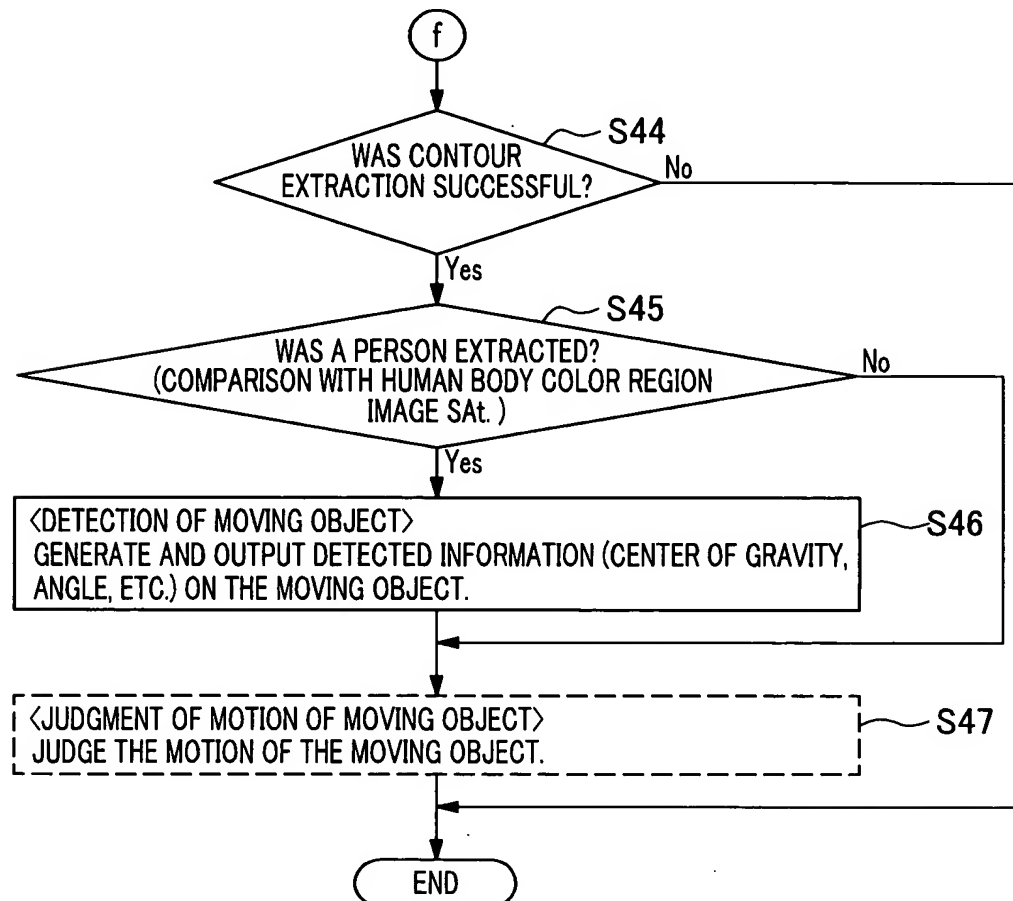 f
S44
WAS CONTOUR
EXTRACTION SUCCESSFUL?
No
Yes
S45
WAS A PERSON EXTRACTED?
(COMPARISON WITH HUMAN BODY COLOR REGION
IMAGE SAt. )
No
Yes
S46
〈DETECTION OF MOVING OBJECT〉
GENERATE AND OUTPUT DETECTED INFORMATION (CENTER OF GRAVITY,
ANGLE, ETC.) ON THE MOVING OBJECT.
S47
〈JUDGMENT OF MOTION OF MOVING OBJECT〉
JUDGE THE MOTION OF THE MOVING OBJECT.
END